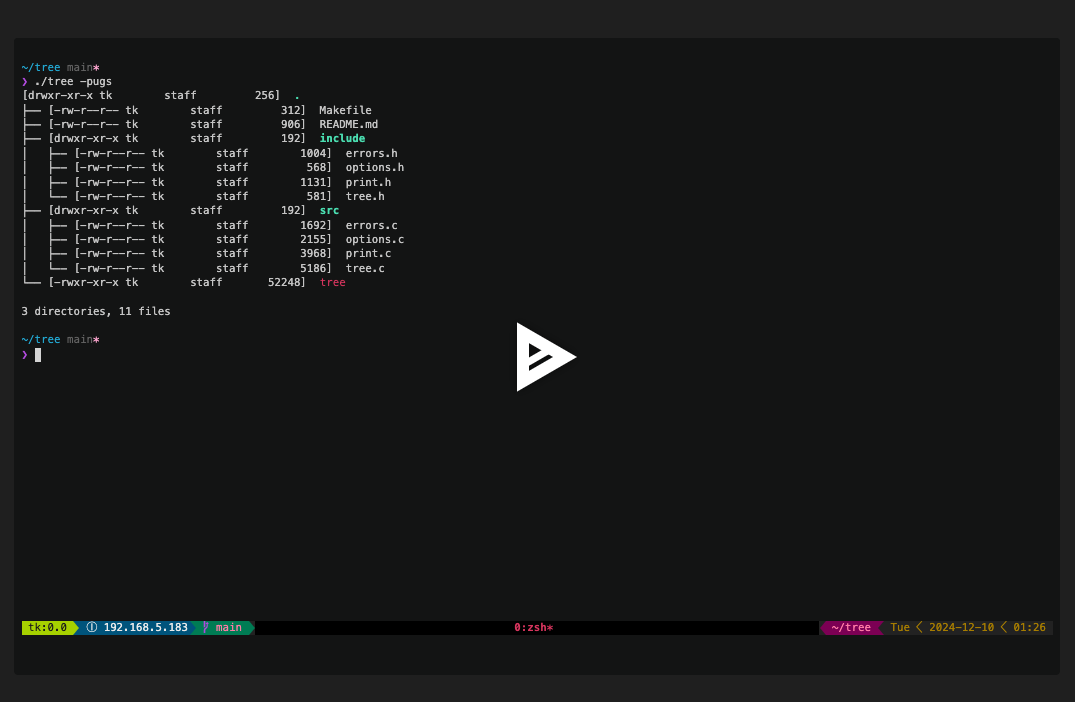 ~/tree main*
❯ ./tree -pugs
[drwxr-xr-x tk        staff         256]  .
├── [-rw-r--r-- tk        staff         312]  Makefile
├── [-rw-r--r-- tk        staff         906]  README.md
├── [drwxr-xr-x tk        staff         192]  include
│   ├── [-rw-r--r-- tk        staff        1004]  errors.h
│   ├── [-rw-r--r-- tk        staff         568]  options.h
│   ├── [-rw-r--r-- tk        staff        1131]  print.h
│   └── [-rw-r--r-- tk        staff         581]  tree.h
├── [drwxr-xr-x tk        staff         192]  src
│   ├── [-rw-r--r-- tk        staff        1692]  errors.c
│   ├── [-rw-r--r-- tk        staff        2155]  options.c
│   ├── [-rw-r--r-- tk        staff        3968]  print.c
│   └── [-rw-r--r-- tk        staff        5186]  tree.c
└── [-rwxr-xr-x tk        staff       52248]  tree
3 directories, 11 files
~/tree main*
❯
tk:0.0 192.168.5.183 main 0:zsh* ~/tree Tue 2024-12-10 01:26